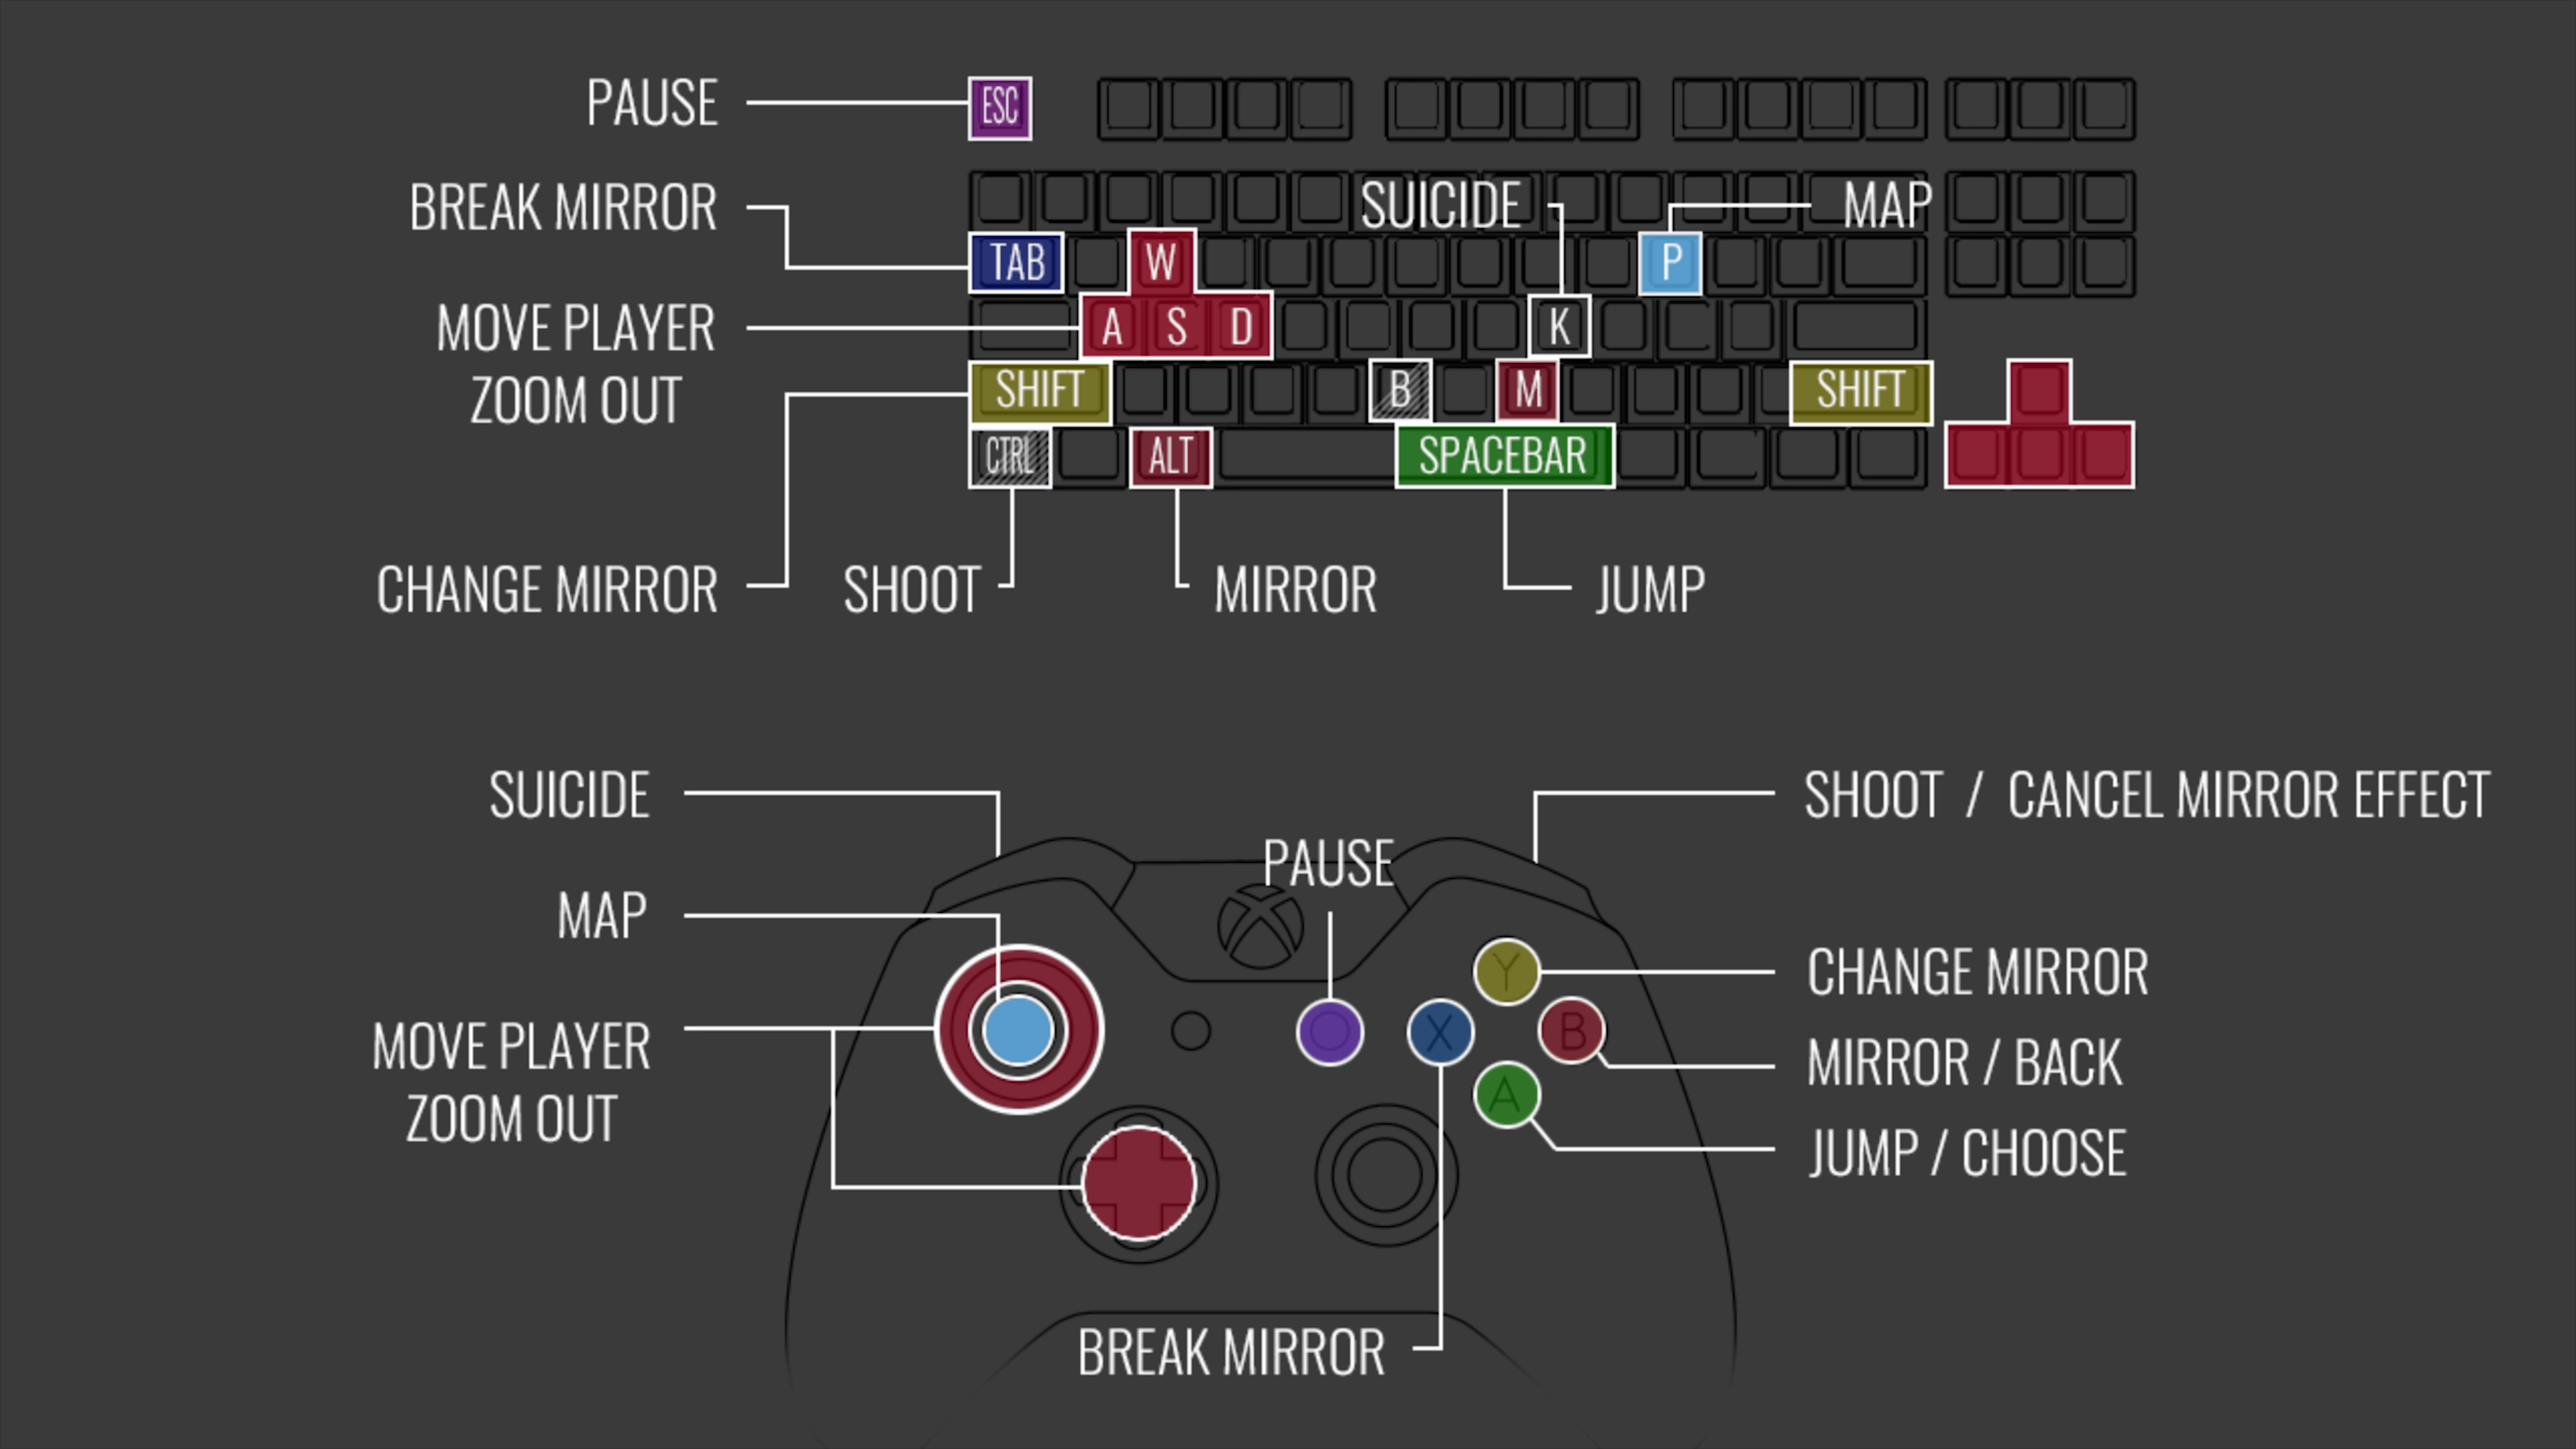 PAUSE
ESC
BREAK MIRROR
SUICIDE
MAP
TAB
W
P
MOVE PLAYER
ZOOM OUT
A S D
K
SHIFT
B
M
SHIFT
CTRL
ALT
SPACEBAR
CHANGE MIRROR
SHOOT
MIRROR
JUMP
SUICIDE
SHOOT / CANCEL MIRROR EFFECT
PAUSE
MAP
Y
CHANGE MIRROR
MOVE PLAYER
ZOOM OUT
X
B
MIRROR / BACK
A
JUMP / CHOOSE
BREAK MIRROR